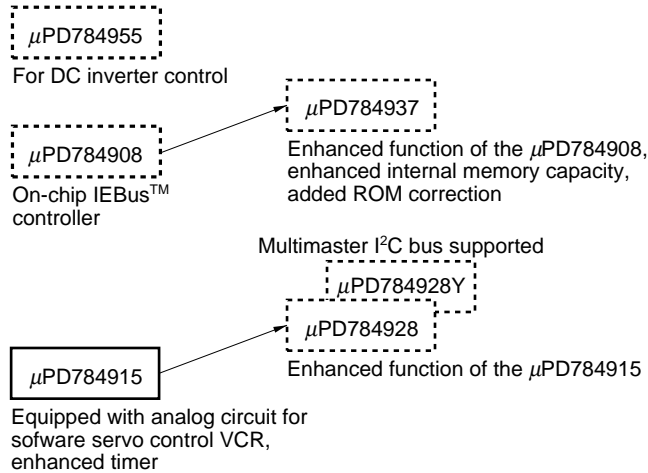 μPD784955
For DC inverter control
μPD784908
On-chip IEBus™
controller
μPD784937
Enhanced function of the μPD784908,
enhanced internal memory capacity,
added ROM correction
Multimaster I²C bus supported
μPD784928Y
μPD784928
Enhanced function of the μPD784915
μPD784915
Equipped with analog circuit for
sofware servo control VCR,
enhanced timer